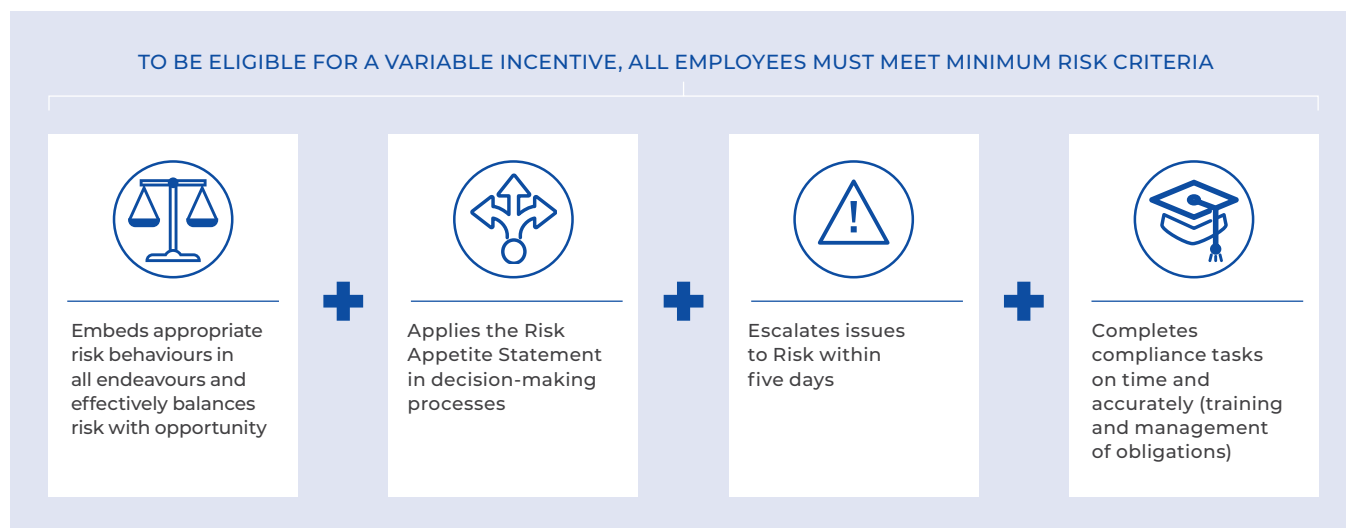 TO BE ELIGIBLE FOR A VARIABLE INCENTIVE, ALL EMPLOYEES MUST MEET MINIMUM RISK CRITERIA
Embeds appropriate
risk behaviours in
all endeavours and
effectively balances
risk with opportunity
Applies the Risk
Appetite Statement
in decision-making
processes
Escalates issues
to Risk within
five days
Completes
compliance tasks
on time and
accurately (training
and management
of obligations)